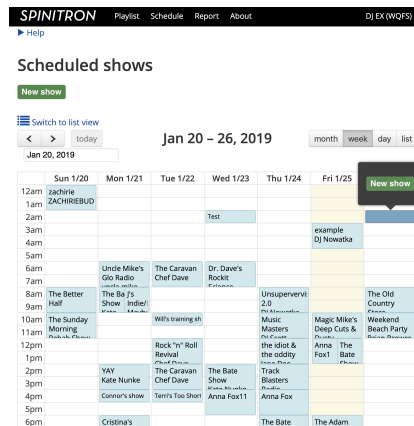 SPINITRON Playlist Schedule Report About DJ EX (WQFS)
Help
Scheduled shows
New show
Switch to list view
today Jan 20 – 26, 2019 month week day list
Jan 20, 2019
Sun 1/20 Mon 1/21 Tue 1/22 Wed 1/23 Thu 1/24 Fri 1/25
New show
12am zachirie
ZACHIRIEBUD
1am
2am Test
3am example
DJ Nowatka
4am
5am
6am Uncle Mike's The Caravan Dr. Dave's
Glo Radio Chef Dave Rockit
7am
8am The Better The Ba J's Unsupervervi The Old
Half Show Indie/I 2.0 Country
9am
10am The Sunday Will's training sh Music Magic Mike's Weekend
Morning Masters Deep Cuts & Beach Party
11am
12pm Rock "n" Roll the idiot & Anna The
Revival the oddity Fox1 Bate
1pm
2pm YAY The Caravan The Bate Track
Kate Nunke Chef Dave Show Blasters
3pm
4pm Connor's show Terri's Too Short Anna Fox11 Anna Fox
5pm
6pm Cristina's The Bate The Adam